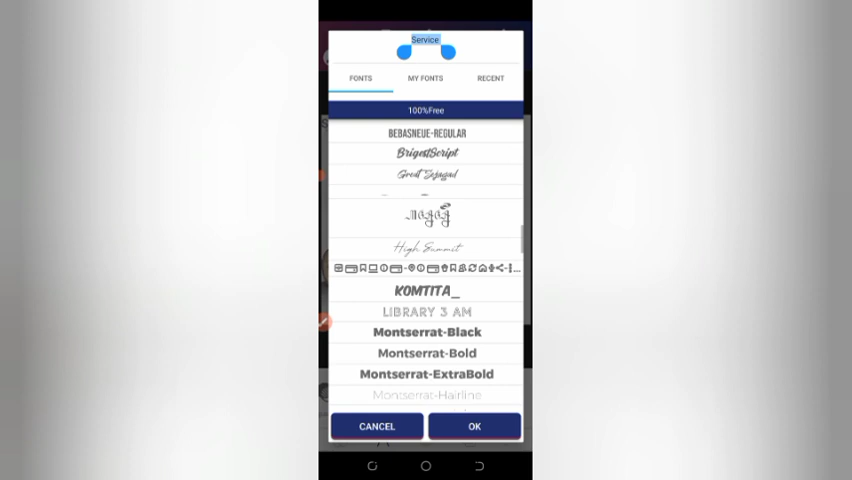 Service
FONTS MY FONTS RECENT
100%Free
BEBASNEUE-REGULAR
BrigestScript
High Summit
KOMTITA_
LIBRARY 3 AM
Montserrat-Black
Montserrat-Bold
Montserrat-ExtraBold
Montserrat-Hairline
CANCEL OK